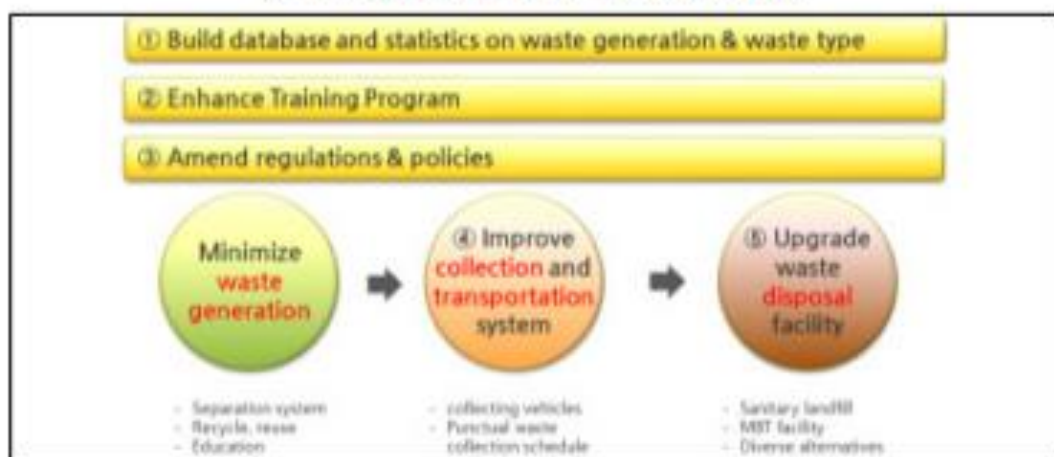 ① Build database and statistics on waste generation & waste type
② Enhance Training Program
③ Amend regulations & policies
Minimize
waste
generation
④ Improve
collection and
transportation
system
⑤ Upgrade
waste
disposal
facility
- Separation system
- Recycle, reuse
- Education
- collecting vehicles
- Punctual waste
collection schedule
- Sanitary landfill
- MBT facility
- Diverse alternatives